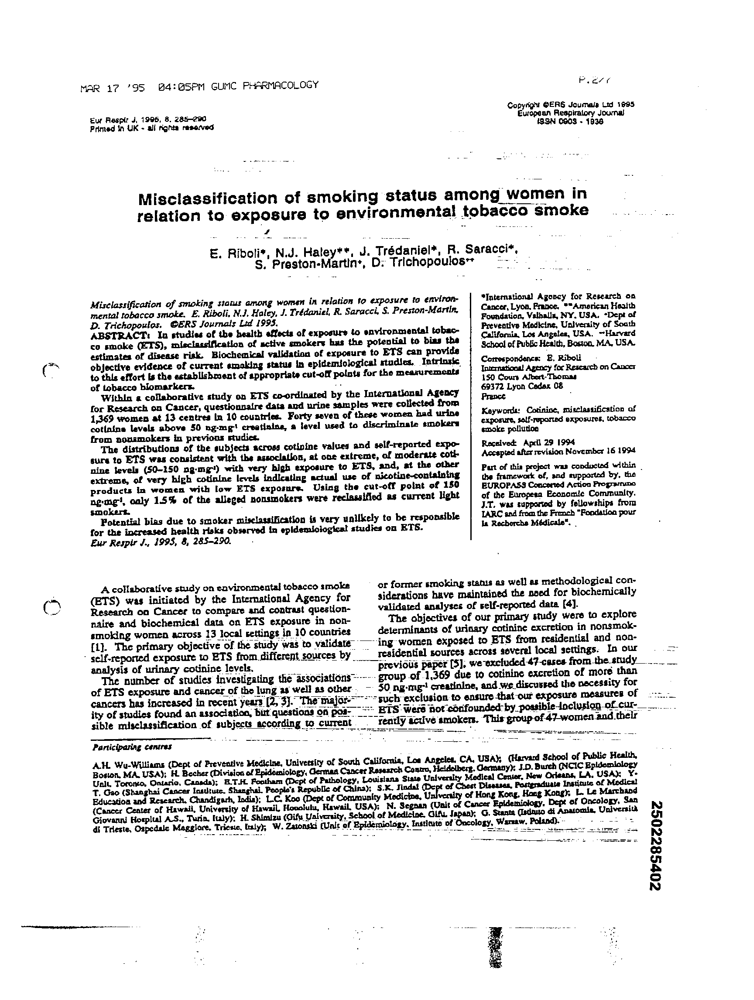 MAR 17 '95 04:05PM GUMC PHARMACOLOGY
P.2/7
Eur Respir J, 1995, 8, 285–290
Printed in UK - all rights reserved
Copyright ©ERS Journals Ltd 1995
European Respiratory Journal
ISSN 0903 - 1936
Misclassification of smoking status among women in
relation to exposure to environmental tobacco smoke
E. Riboli*, N.J. Haley**, J. Trédaniel*, R. Saracci*,
S. Preston-Martin+, D. Trichopoulos++
Misclassification of smoking status among women in relation to exposure to environ-
mental tobacco smoke. E. Riboli, N.J. Haley, J. Trédaniel, R. Saracci, S. Preston-Martin,
D. Trichopoulos. ©ERS Journals Ltd 1995.
ABSTRACT: In studies of the health effects of exposure to environmental tobac-
co smoke (ETS), misclassification of active smokers has the potential to bias the
estimates of disease risk. Biochemical validation of exposure to ETS can provide
objective evidence of current smoking status in epidemiological studies. Intrinsic
to this effort is the establishment of appropriate cut-off points for the measurements
of tobacco biomarkers.
Within a collaborative study on ETS co-ordinated by the International Agency
for Research on Cancer, questionnaire data and urine samples were collected from
1,369 women at 13 centres in 10 countries. Forty seven of these women had urine
cotinine levels above 50 ng·mg-¹ creatinine, a level used to discriminate smokers
from nonsmokers in previous studies.
The distributions of the subjects across cotinine values and self-reported expo-
sure to ETS was consistent with the association, at one extreme, of moderate coti-
nine levels (50–150 ng·mg-¹) with very high exposure to ETS, and, at the other
extreme, of very high cotinine levels indicating actual use of nicotine-containing
products in women with low ETS exposure. Using the cut-off point of 150
ng·mg-¹, only 1.5% of the alleged nonsmokers were reclassified as current light
smokers.
Potential bias due to smoker misclassification is very unlikely to be responsible
for the increased health risks observed in epidemiological studies on ETS.
Eur Respir J., 1995, 8, 285–290.
*International Agency for Research on
Cancer, Lyon, France. **American Health
Foundation, Valhalla, NY, USA. +Dept of
Preventive Medicine, University of South
California, Los Angeles, USA. ++Harvard
School of Public Health, Boston, MA, USA.
Correspondence: E. Riboli
International Agency for Research on Cancer
150 Cours Albert-Thomas
69372 Lyon Cedex 08
France
Keywords: Cotinine, misclassification of
exposure, self-reported exposures, tobacco
smoke pollution
Received: April 29 1994
Accepted after revision November 16 1994
Part of this project was conducted within
the framework of, and supported by, the
EUROPASS Concerted Action Programme
of the European Economic Community.
J.T. was supported by fellowships from
IARC and from the French "Fondation pour
la Recherche Médicale".
A collaborative study on environmental tobacco smoke
(ETS) was initiated by the International Agency for
Research on Cancer to compare and contrast question-
naire and biochemical data on ETS exposure in non-
smoking women across 13 local settings in 10 countries
[1]. The primary objective of the study was to validate
self-reported exposure to ETS from different sources by
analysis of urinary cotinine levels.
The number of studies investigating the associations
of ETS exposure and cancer of the lung as well as other
cancers has increased in recent years [2, 3]. The major-
ity of studies found an association, but questions on pos-
sible misclassification of subjects according to current
or former smoking status as well as methodological con-
siderations have maintained the need for biochemically
validated analyses of self-reported data [4].
The objectives of our primary study were to explore
determinants of urinary cotinine excretion in nonsmok-
ing women exposed to ETS from residential and non-
residential sources across several local settings. In our
previous paper [5], we excluded 47 cases from the study
group of 1,369 due to cotinine excretion of more than
50 ng·mg-¹ creatinine, and we discussed the necessity for
such exclusion to ensure that our exposure measures of
ETS were not confounded by possible inclusion of cur-
rently active smokers. This group of 47 women and their
Participating centres
A.H. Wu-Williams (Dept of Preventive Medicine, University of South California, Los Angeles, CA, USA); (Harvard School of Public Health,
Boston, MA, USA); H. Becher (Division of Epidemiology, German Cancer Research Centre, Heidelberg, Germany); J.D. Burch (NCIC Epidemiology
Unit, Toronto, Ontario, Canada); E.T.H. Fontham (Dept of Pathology, Louisiana State University Medical Center, New Orleans, LA, USA); Y-
T. Gao (Shanghai Cancer Institute, Shanghai, People's Republic of China); S.K. Jindal (Dept of Chest Diseases, Postgraduate Institute of Medical
Education and Research, Chandigarh, India); L.C. Koo (Dept of Community Medicine, University of Hong Kong, Hong Kong); L. Le Marchand
(Cancer Center of Hawaii, University of Hawaii, Honolulu, Hawaii, USA); N. Segnan (Unit of Cancer Epidemiology, Dept of Oncology, San
Giovanni Hospital A.S., Turin, Italy); H. Shimizu (Gifu University, School of Medicine, Gifu, Japan); G. Stanta (Istituto di Anatomia, Università
di Trieste, Ospedale Maggiore, Trieste, Italy); W. Zatonski (Unit of Epidemiology, Institute of Oncology, Warsaw, Poland).
2502285402